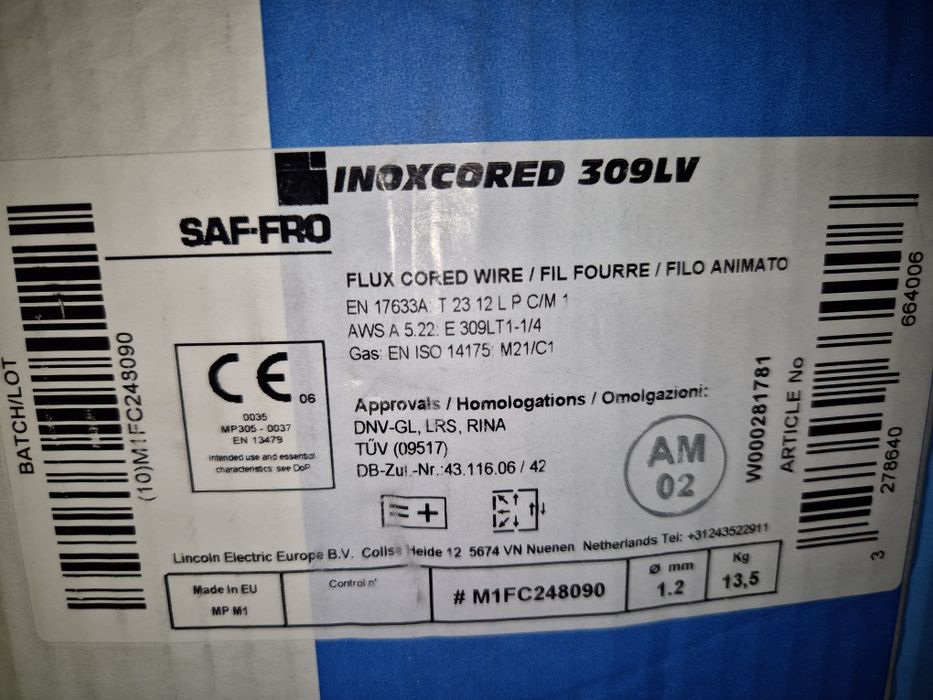 INOXCORED 309LV
SAF-FRO
FLUX CORED WIRE / FIL FOURRE / FILO ANIMATO
EN 17633A: T 23 12 L P C/M 1
AWS A 5.22: E 309LT1-1/4
Gas: EN ISO 14175: M21/C1
BATCH/LOT
(10)M1FC248090
CE 06
0035
MP305 - 0037
EN 13479
Intended use and essential
characteristics see DoP
Approvals / Homologations / Omolgazioni:
DNV-GL, LRS, RINA
TÜV (09517)
DB-Zul.-Nr.:43.116.06 / 42
= +
AM
02
W000281781
ARTICLE No
3 278640 664006
Lincoln Electric Europe B.V. Collse Heide 12 5674 VN Nuenen Netherlands Tel: +31243522911
Made in EU
MP M1
Control n°
# M1FC248090
Ø mm
1.2
Kg
13,5